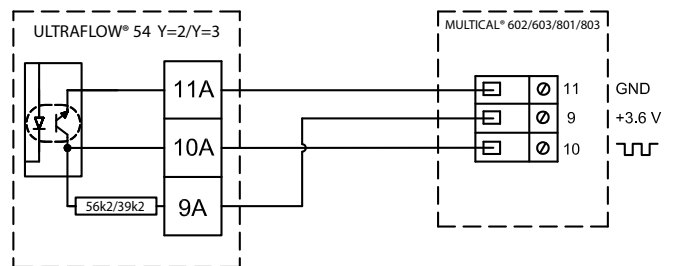 ULTRAFLOW® 54 Y=2/Y=3
MULTICAL® 602/603/801/803
11A
11 GND
9 +3.6 V
10A
10
56k2/39k2
9A